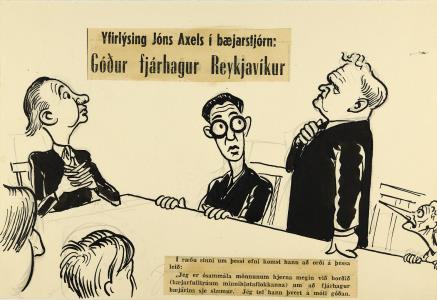 Yfirlýsing Jóns Axels í bæjarstjórn:
Góður fjárhagur Reykjavíkur
Í ræðu sinni um þessi efni komst hann að orði á þessa
leið:
„Jeg er ósammála mönnunum hjerna megin við borðið
(bæjarfulltrúum minnihlutaflokkanna) um að fjárhagur
bæjarins sje slæmur. Jeg tel hann þvert á móti góðan.